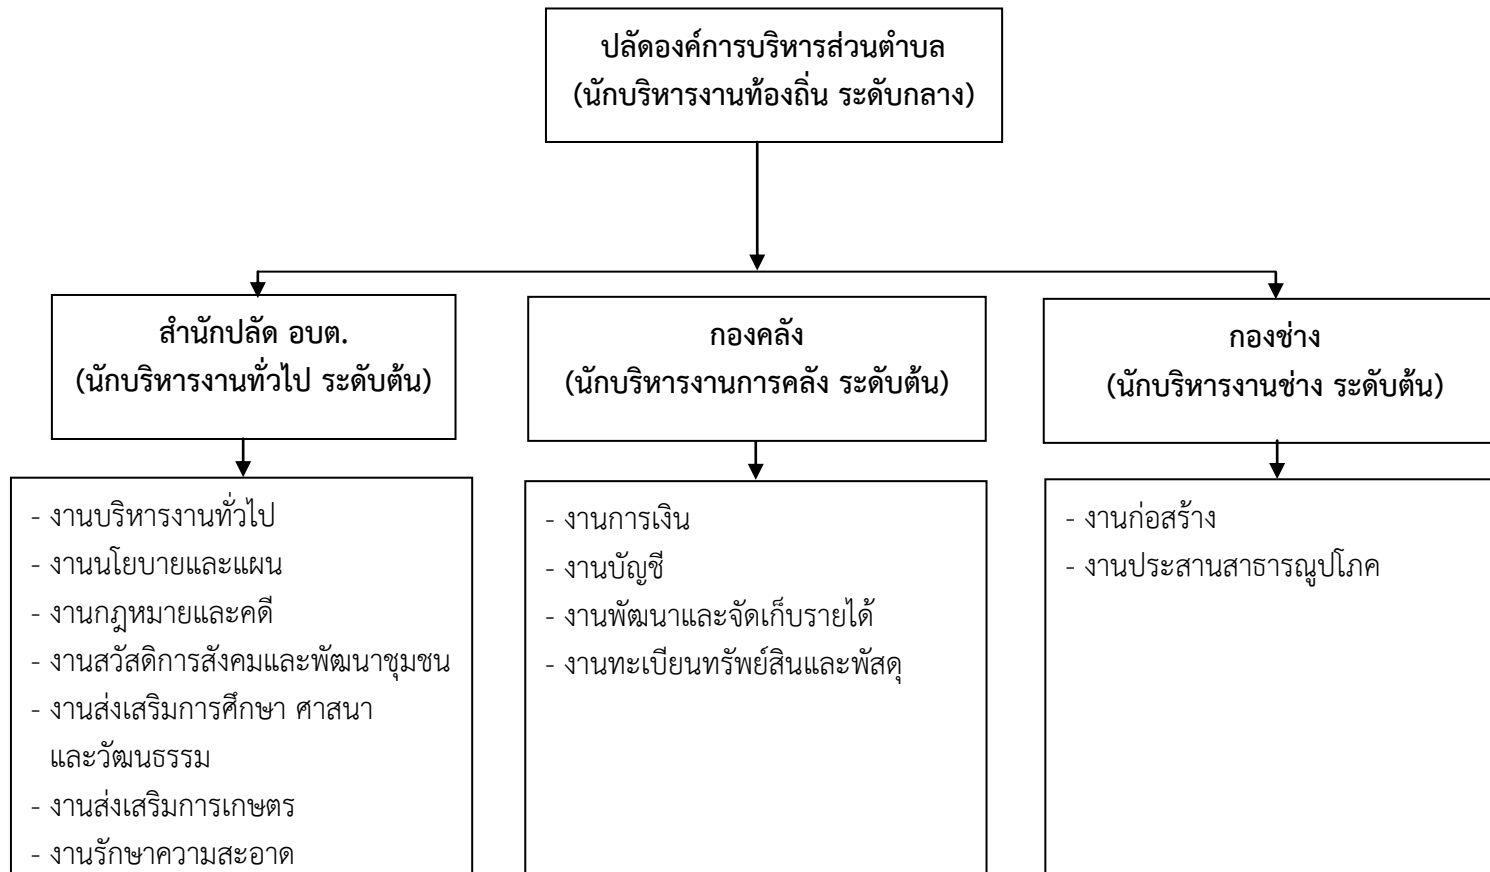 ปลัดองค์การบริหารส่วนตำบล
(นักบริหารงานท้องถิ่น ระดับกลาง)
สำนักปลัด อบต.
(นักบริหารงานทั่วไป ระดับต้น)
กองคลัง
(นักบริหารงานการคลัง ระดับต้น)
กองช่าง
(นักบริหารงานช่าง ระดับต้น)
- งานบริหารงานทั่วไป
- งานนโยบายและแผน
- งานกฎหมายและคดี
- งานสวัสดิการสังคมและพัฒนาชุมชน
- งานส่งเสริมการศึกษา ศาสนา
และวัฒนธรรม
- งานส่งเสริมการเกษตร
- งานรักษาความสะอาด
- งานการเงิน
- งานบัญชี
- งานพัฒนาและจัดเก็บรายได้
- งานทะเบียนทรัพย์สินและพัสดุ
- งานก่อสร้าง
- งานประสานสาธารณูปโภค